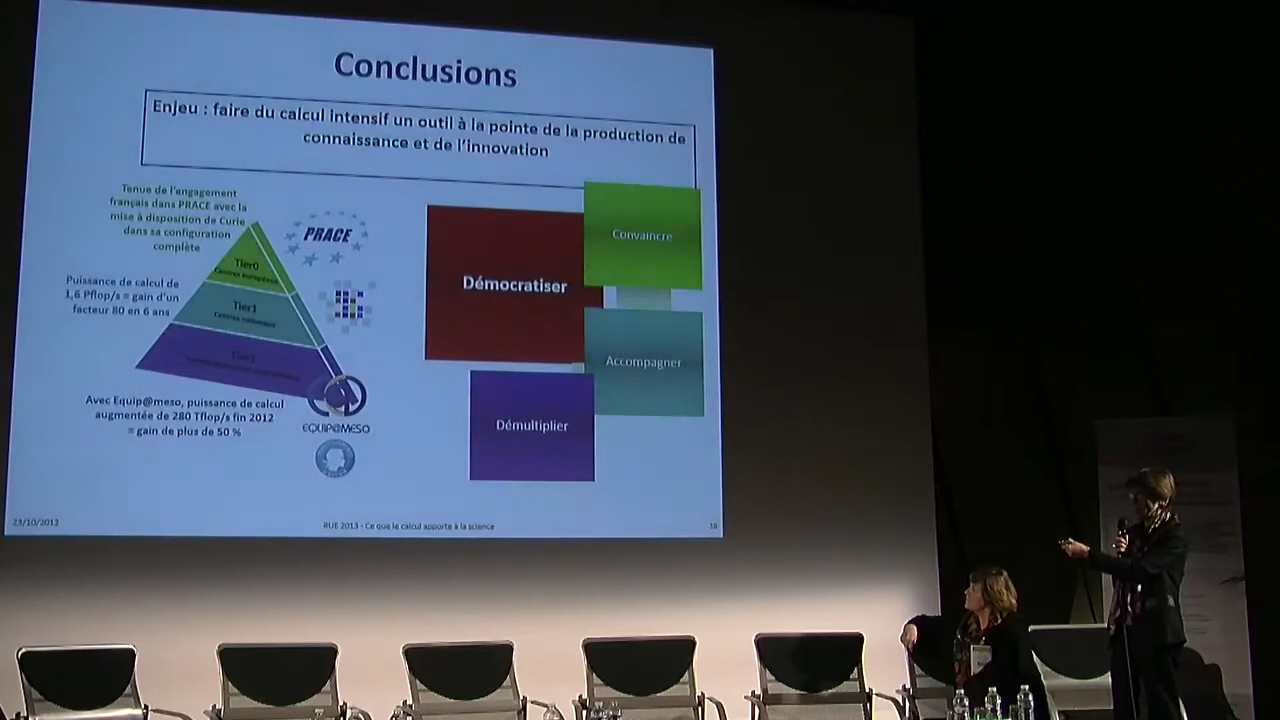 Conclusions
Enjeu : faire du calcul intensif un outil à la pointe de la production de
connaissance et de l'innovation
Tenue de l'engagement
français dans PRACE avec la
mise à disposition de Curie
dans sa configuration
complète
PRACE
Tier0
Centres européens
Puissance de calcul de
1,6 Pflop/s = gain d'un
facteur 80 en 6 ans
Tier1
Centres nationaux
Avec Equip@meso, puissance de calcul
augmentée de 280 Tflop/s fin 2012
= gain de plus de 50 %
EQUIP@MESO
Démocratiser
Convaincre
Accompagner
Démultiplier
23/10/2013
RUE 2013 - Ce que le calcul apporte à la science
16